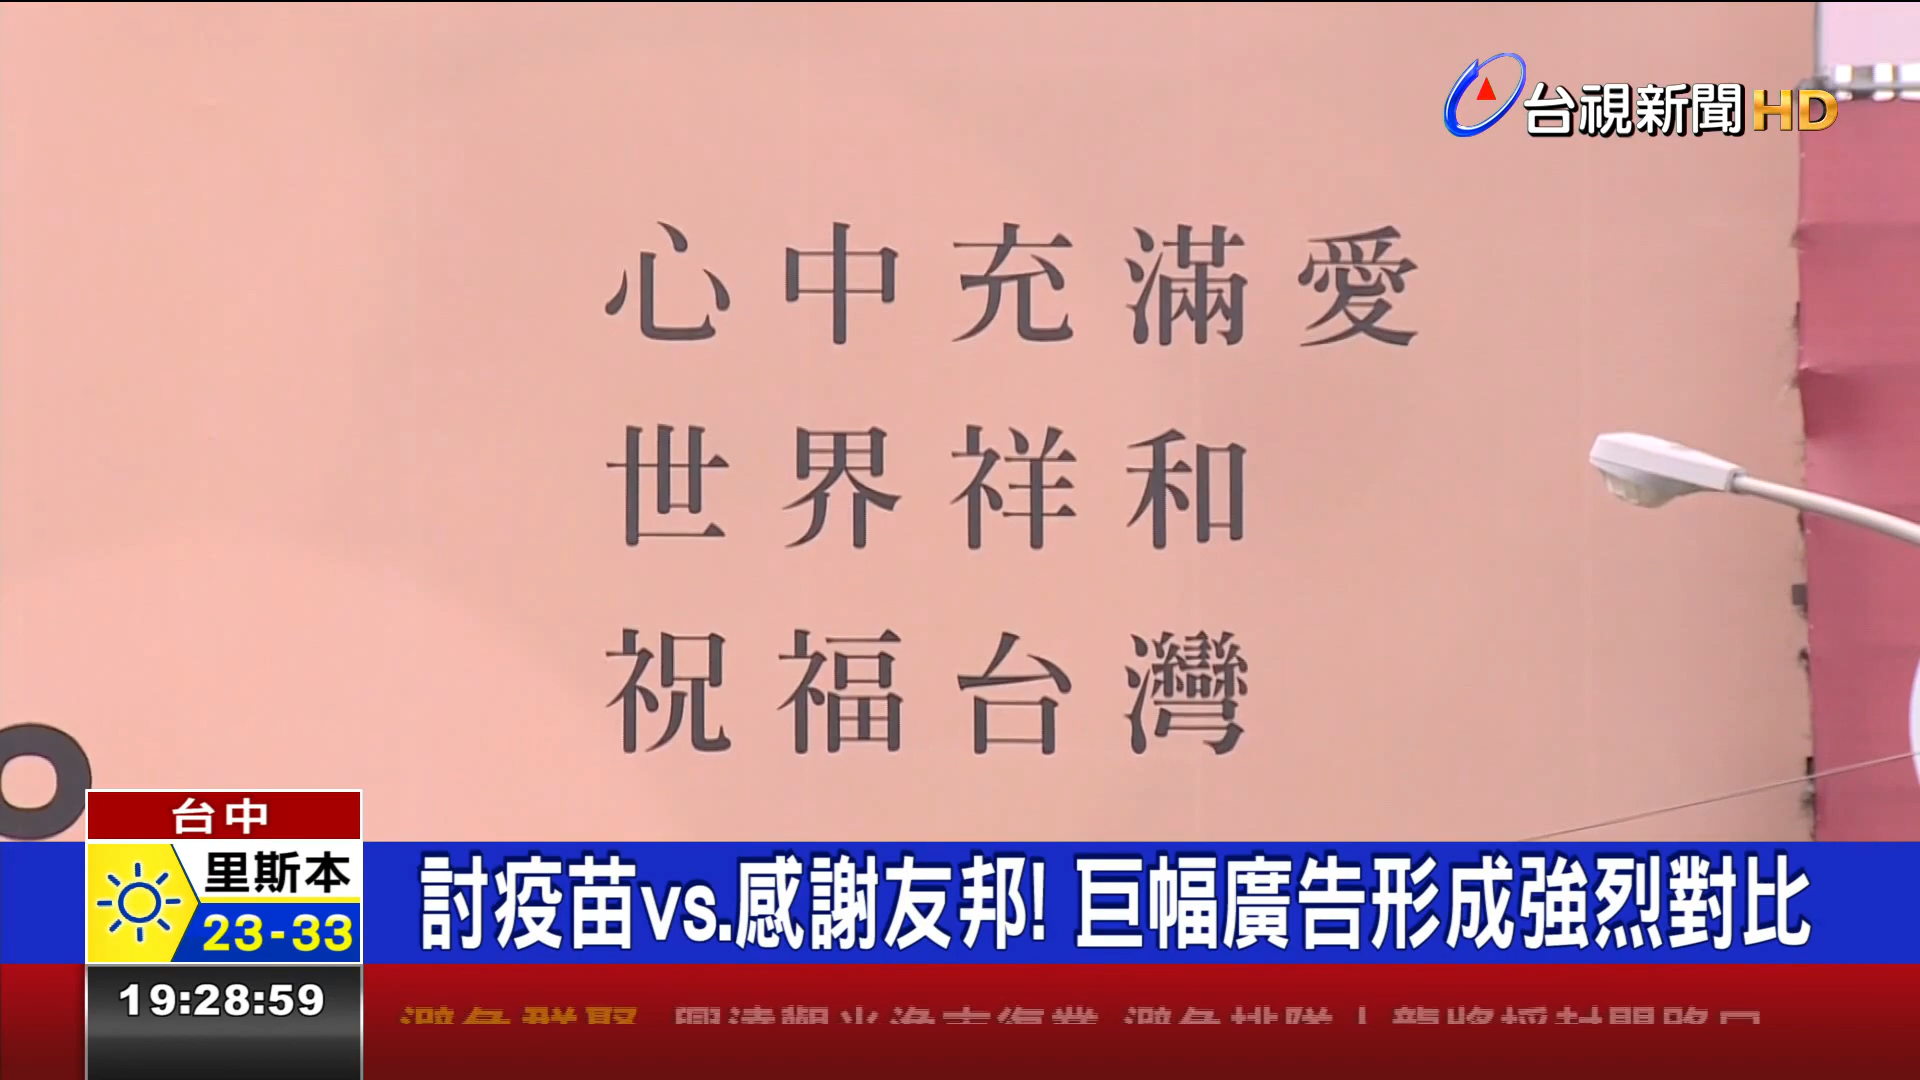 台視新聞HD
心中充滿愛
世界祥和
祝福台灣
台中
里斯本
23-33
討疫苗vs.感謝友邦! 巨幅廣告形成強烈對比
19:28:59